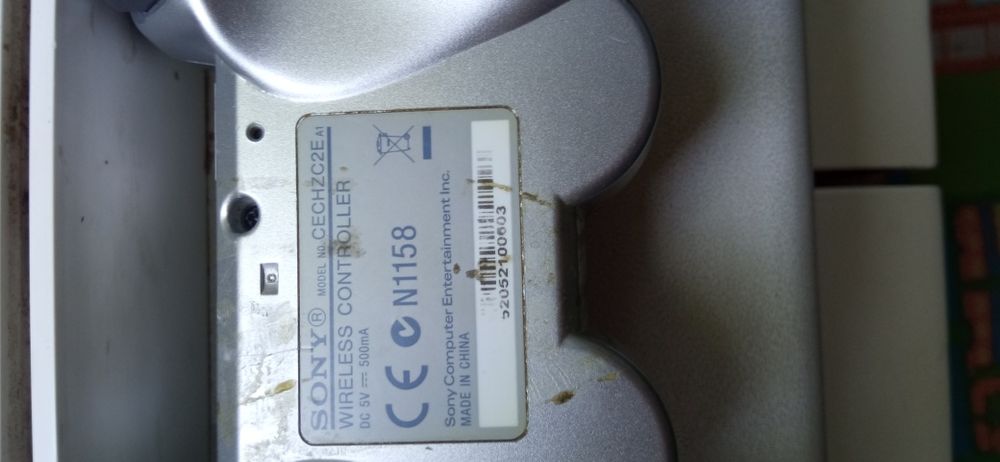 SONY® MODEL NO. CECHZC2E A1
WIRELESS CONTROLLER
DC 5V ⎓ 500mA
CE N1158
Sony Computer Entertainment Inc.
MADE IN CHINA
52052100603